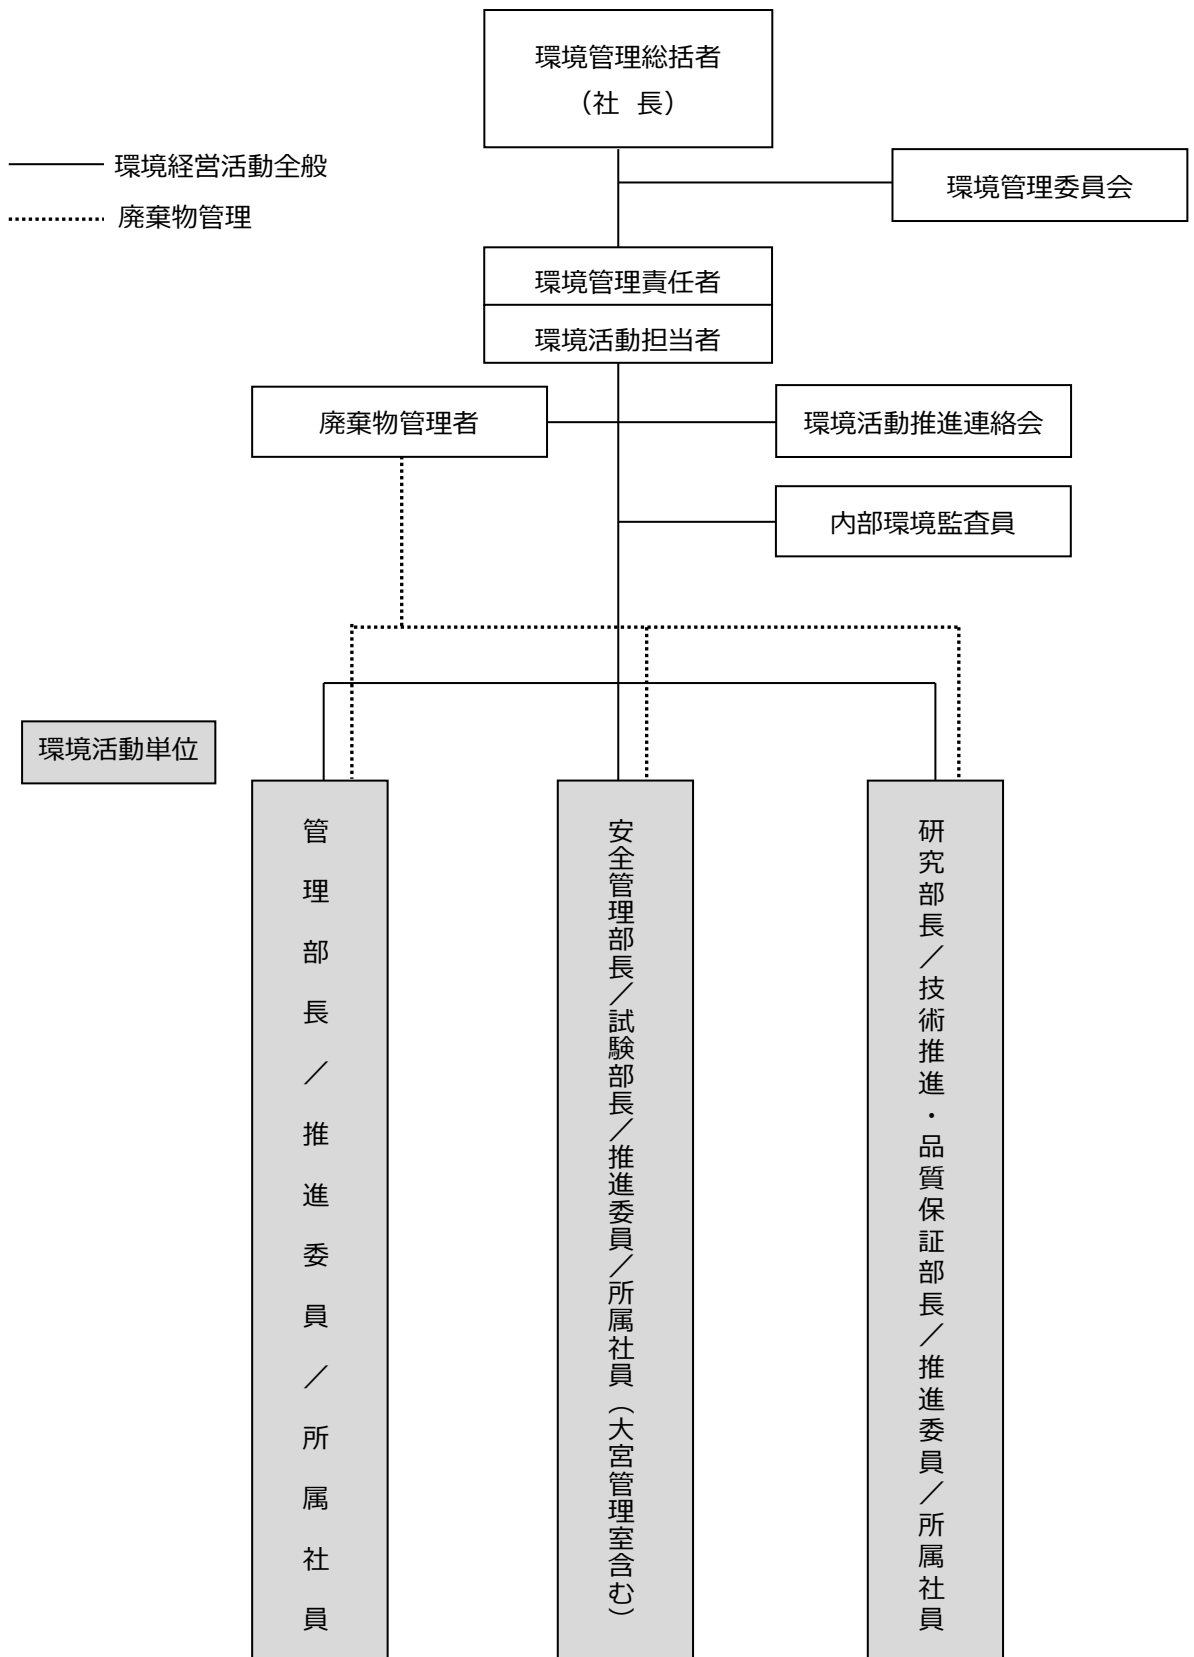 環境管理総括者
（社 長）
環境経営活動全般
廃棄物管理
環境管理委員会
環境管理責任者
環境活動担当者
廃棄物管理者
環境活動推進連絡会
内部環境監査員
環境活動単位
管理部長／推進委員／所属社員
安全管理部長／試験部長／推進委員／所属社員（大宮管理室含む）
研究部長／技術推進・品質保証部長／推進委員／所属社員